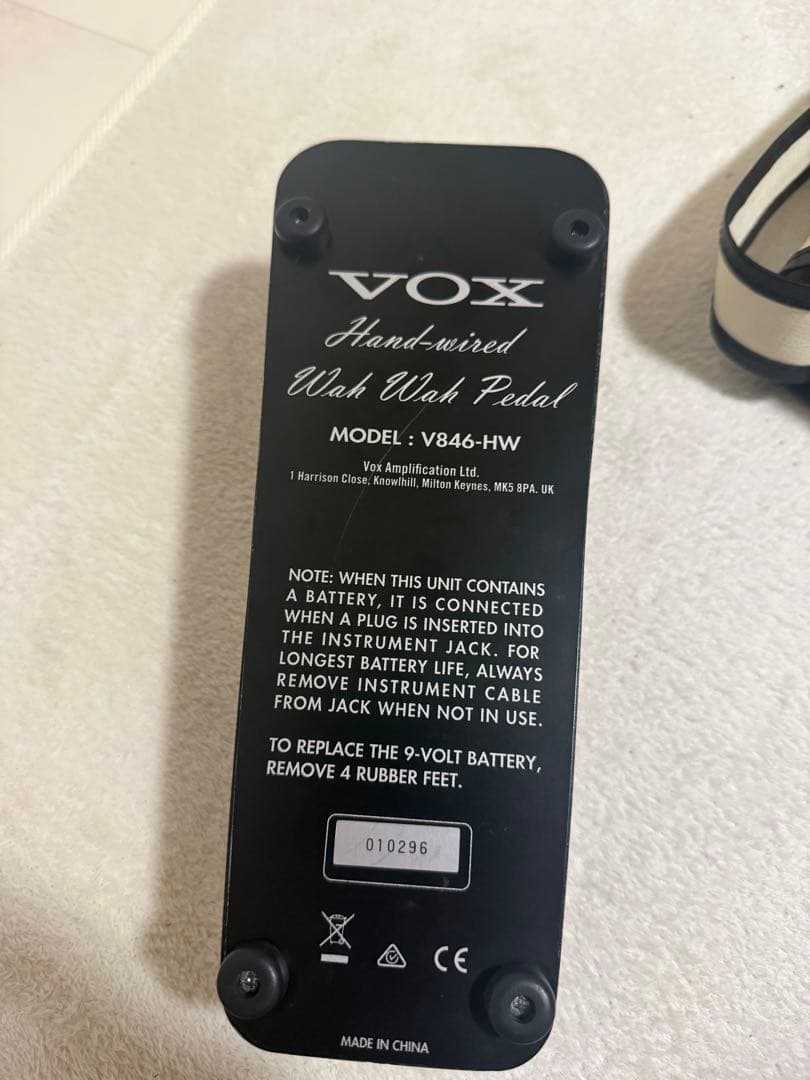 VOX
Hand-wired
Wah Wah Pedal
MODEL : V846-HW
Vox Amplification Ltd.
1 Harrison Close, Knowlhill, Milton Keynes, MK5 8PA. UK
NOTE: WHEN THIS UNIT CONTAINS
A BATTERY, IT IS CONNECTED
WHEN A PLUG IS INSERTED INTO
THE INSTRUMENT JACK. FOR
LONGEST BATTERY LIFE, ALWAYS
REMOVE INSTRUMENT CABLE
FROM JACK WHEN NOT IN USE.
TO REPLACE THE 9-VOLT BATTERY,
REMOVE 4 RUBBER FEET.
010296
CE
MADE IN CHINA